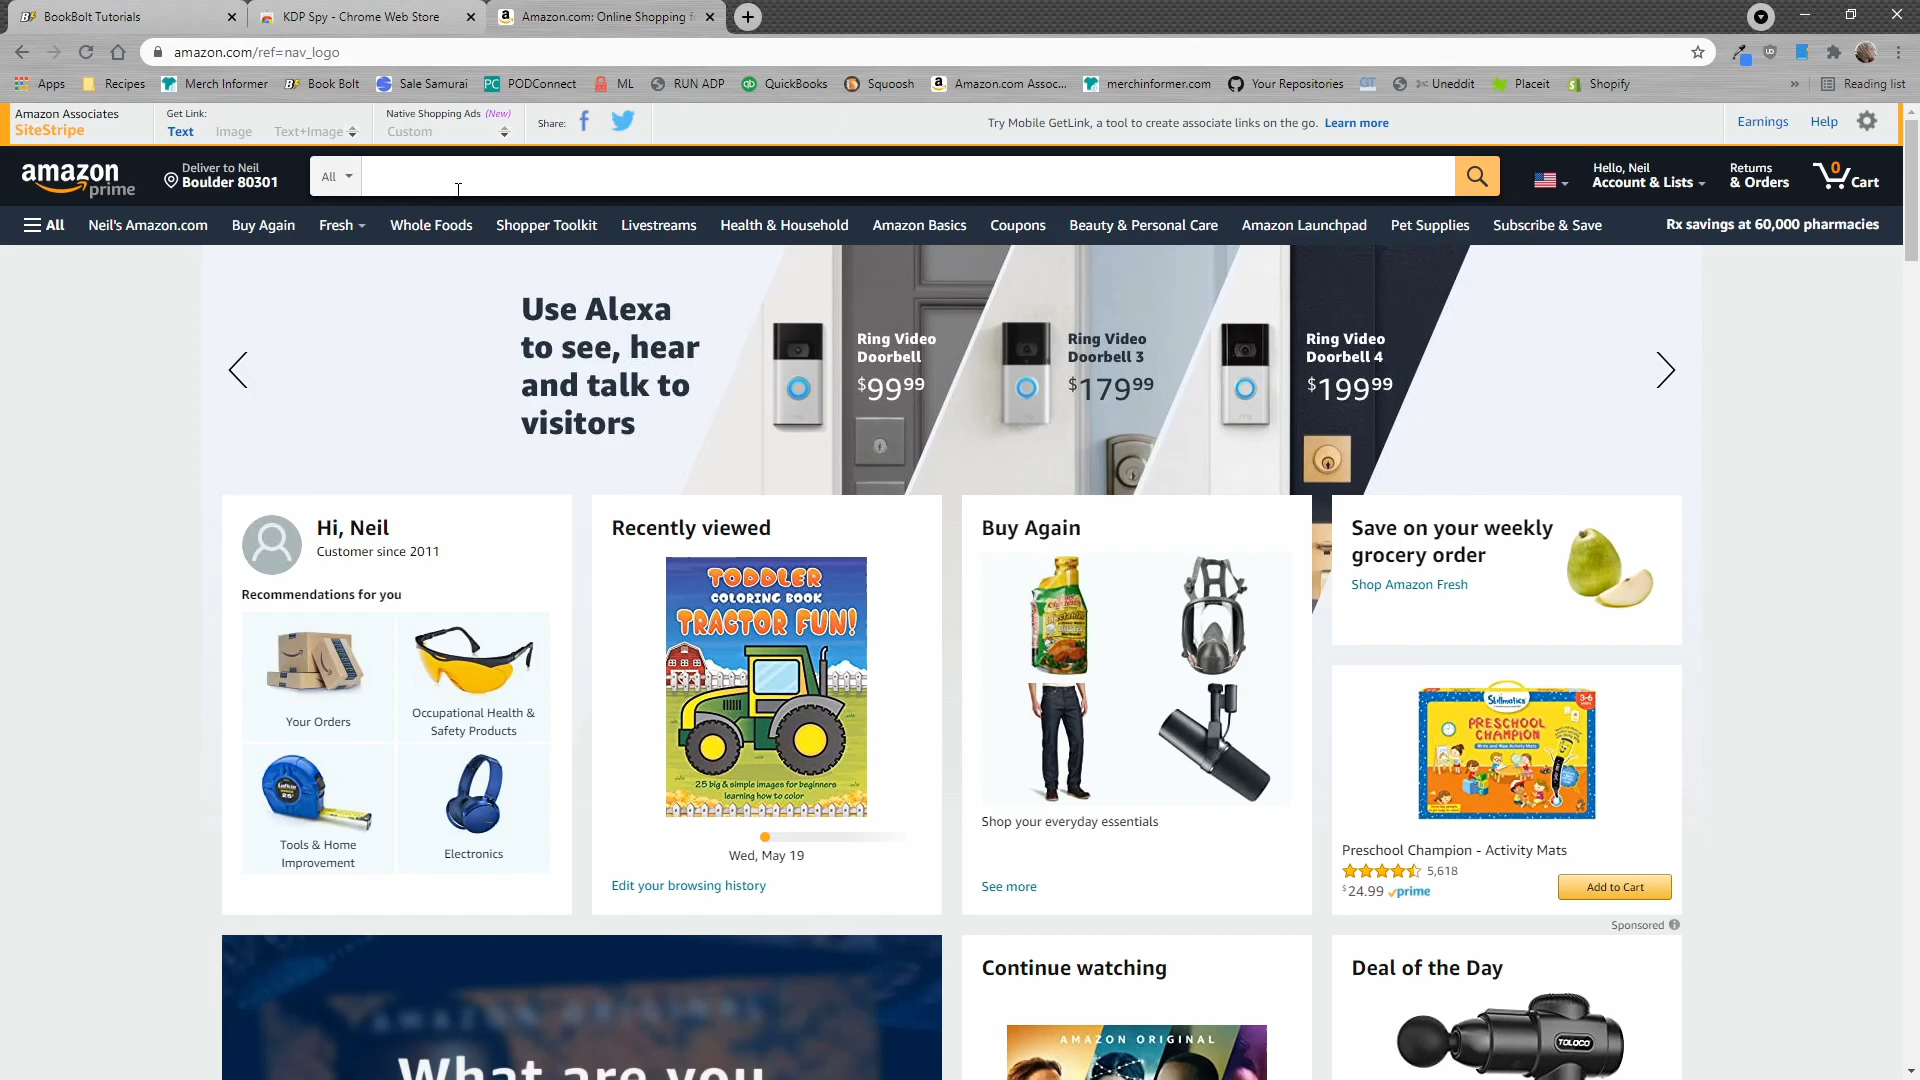 BookBolt Tutorials
KDP Spy - Chrome Web Store
Amazon.com: Online Shopping f
amazon.com/ref=nav_logo
Apps
Recipes
Merch Informer
Book Bolt
Sale Samurai
PODConnect
ML
RUN ADP
QuickBooks
Squoosh
Amazon.com Assoc...
merchinformer.com
Your Repositories
Uneddit
Placeit
Shopify
»
Reading list
Amazon Associates
SiteStripe
Get Link:
Text
Image
Text+Image
Native Shopping Ads (New)
Custom
Share:
Try Mobile GetLink, a tool to create associate links on the go. Learn more
Earnings
Help
amazon
prime
Deliver to Neil
Boulder 80301
All
Hello, Neil
Account & Lists
Returns
& Orders
0
Cart
All
Neil's Amazon.com
Buy Again
Fresh
Whole Foods
Shopper Toolkit
Livestreams
Health & Household
Amazon Basics
Coupons
Beauty & Personal Care
Amazon Launchpad
Pet Supplies
Subscribe & Save
Rx savings at 60,000 pharmacies
Use Alexa
to see, hear
and talk to
visitors
Ring Video
Doorbell
$9999
Ring Video
Doorbell 3
$17999
Ring Video
Doorbell 4
$19999
Hi, Neil
Customer since 2011
Recommendations for you
Your Orders
Occupational Health &
Safety Products
Tools & Home
Improvement
Electronics
Recently viewed
TODDLER
COLORING BOOK
TRACTOR FUN!
25 big & simple images for beginners
learning how to color
Wed, May 19
Edit your browsing history
Buy Again
Shop your everyday essentials
See more
Save on your weekly
grocery order
Shop Amazon Fresh
Skillmatics
3-6
PRESCHOOL
CHAMPION
Write and Wipe Activity Mats
Preschool Champion - Activity Mats
5,618
$24.99 prime
Add to Cart
Sponsored
What are you
Continue watching
AMAZON ORIGINAL
Deal of the Day
TOLOCO